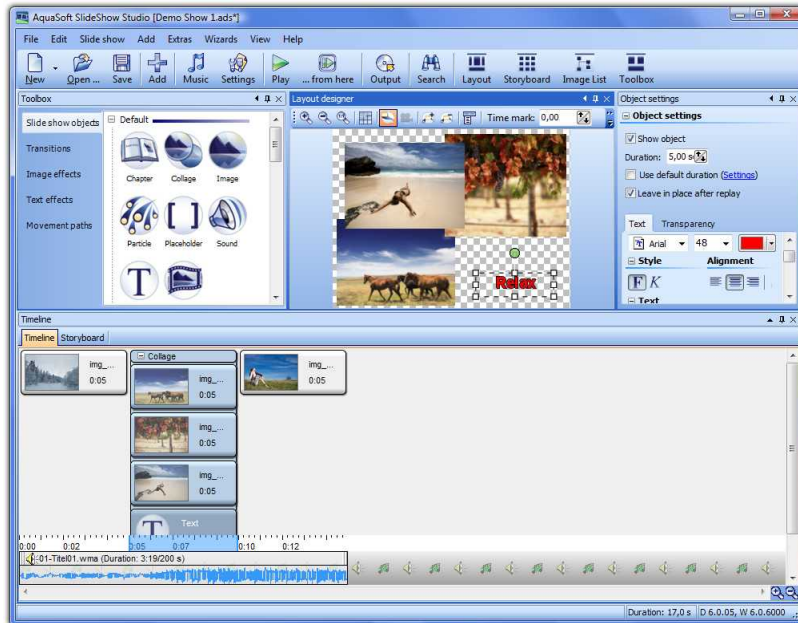 AquaSoft SlideShow Studio [Demo Show 1.ads*]
File Edit Slide show Add Extras Wizards View Help
New Open ... Save Add Music Settings Play ... from here Output Search Layout Storyboard Image List Toolbox
Toolbox
Slide show objects
Transitions
Image effects
Text effects
Movement paths
Default
Chapter Collage Image
Particle Placeholder Sound
T
Layout designer
Time mark: 0,00
Relax
Object settings
Object settings
Show object
Duration: 5,00 s
Use default duration (Settings)
Leave in place after replay
Text Transparency
Arial 48
Style Alignment
F K
Text
Timeline
Timeline Storyboard
img_...
0:05
Collage
img_...
0:05
img_...
0:05
img_...
0:05
T Text
img_...
0:05
0:00 0:02 0:05 0:07 0:10 0:12
01-Titel01.wma (Duration: 3:19/200 s)
Duration: 17,0 s D 6.0.05, W 6.0.6000